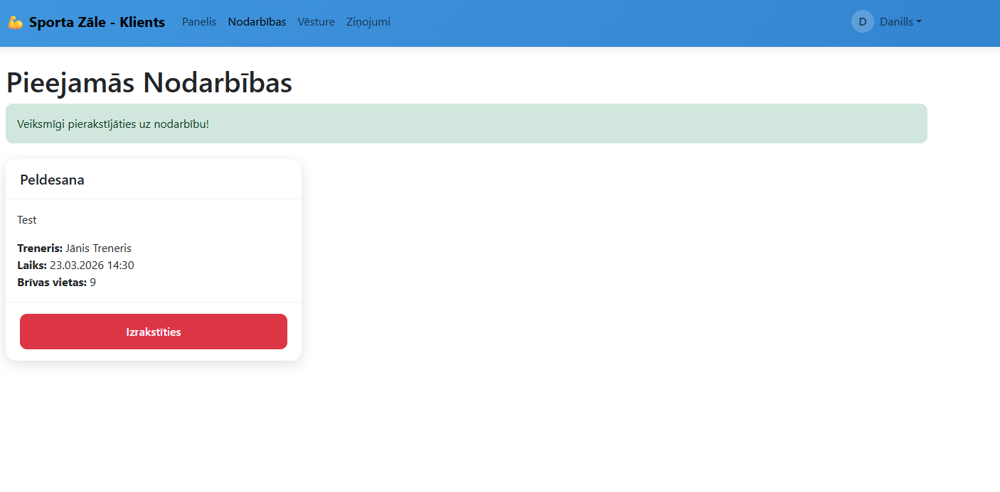 💪 Sporta Zāle - Klients Panelis Nodarbības Vēsture Ziņojumi D Danills
Pieejamās Nodarbības
Veiksmīgi pierakstījāties uz nodarbību!
Peldesana
Test
Treneris: Jānis Treneris
Laiks: 23.03.2026 14:30
Brīvas vietas: 9
Izrakstīties